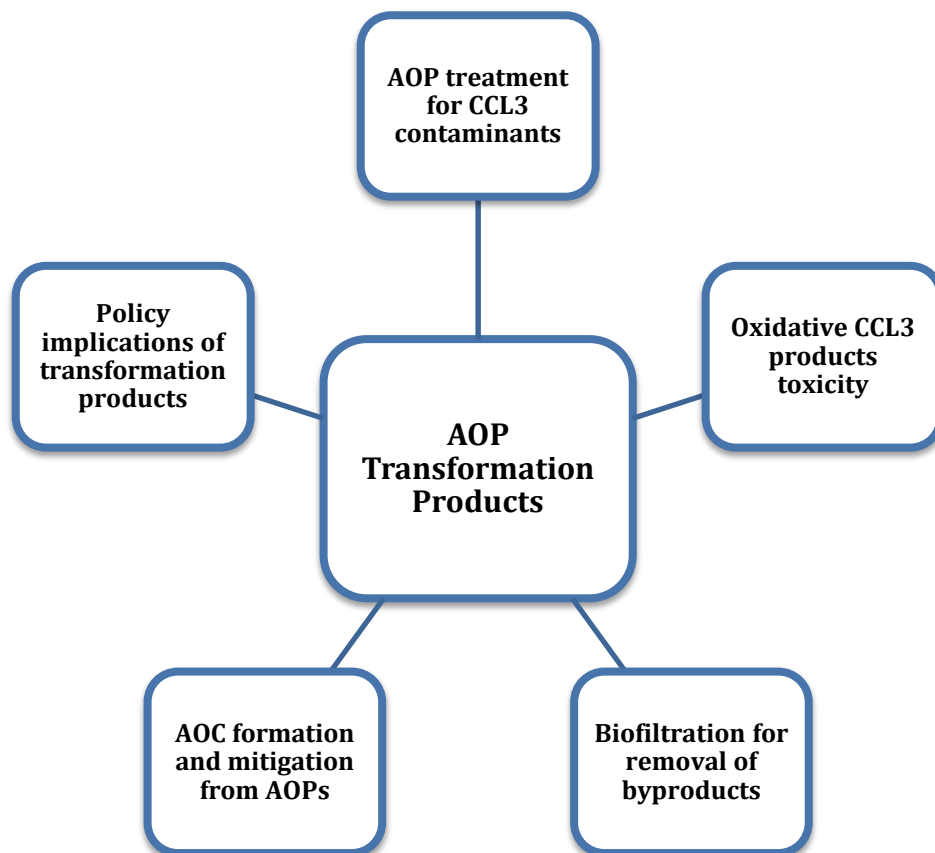 AOP treatment
for CCL3
contaminants
Policy
implications of
transformation
products
Oxidative CCL3
products
toxicity
AOP
Transformation
Products
AOC formation
and mitigation
from AOPs
Biofiltration for
removal of
byproducts